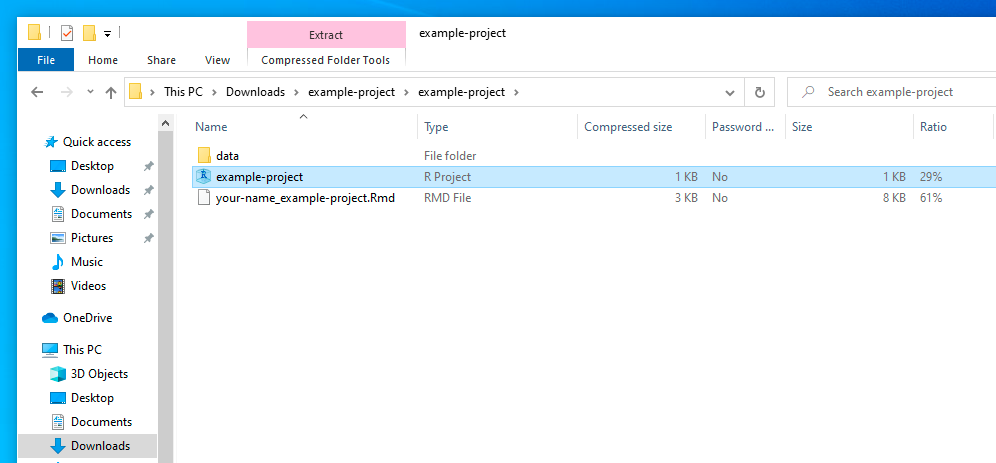 Extract example-project
File Home Share View Compressed Folder Tools
This PC Downloads example-project example-project Search example-project
Name Type Compressed size Password ... Size Ratio
Quick access
data File folder
Desktop
example-project R Project 1 KB No 1 KB 29%
Downloads
your-name_example-project.Rmd RMD File 3 KB No 8 KB 61%
Documents
Pictures
Music
Videos
OneDrive
This PC
3D Objects
Desktop
Documents
Downloads